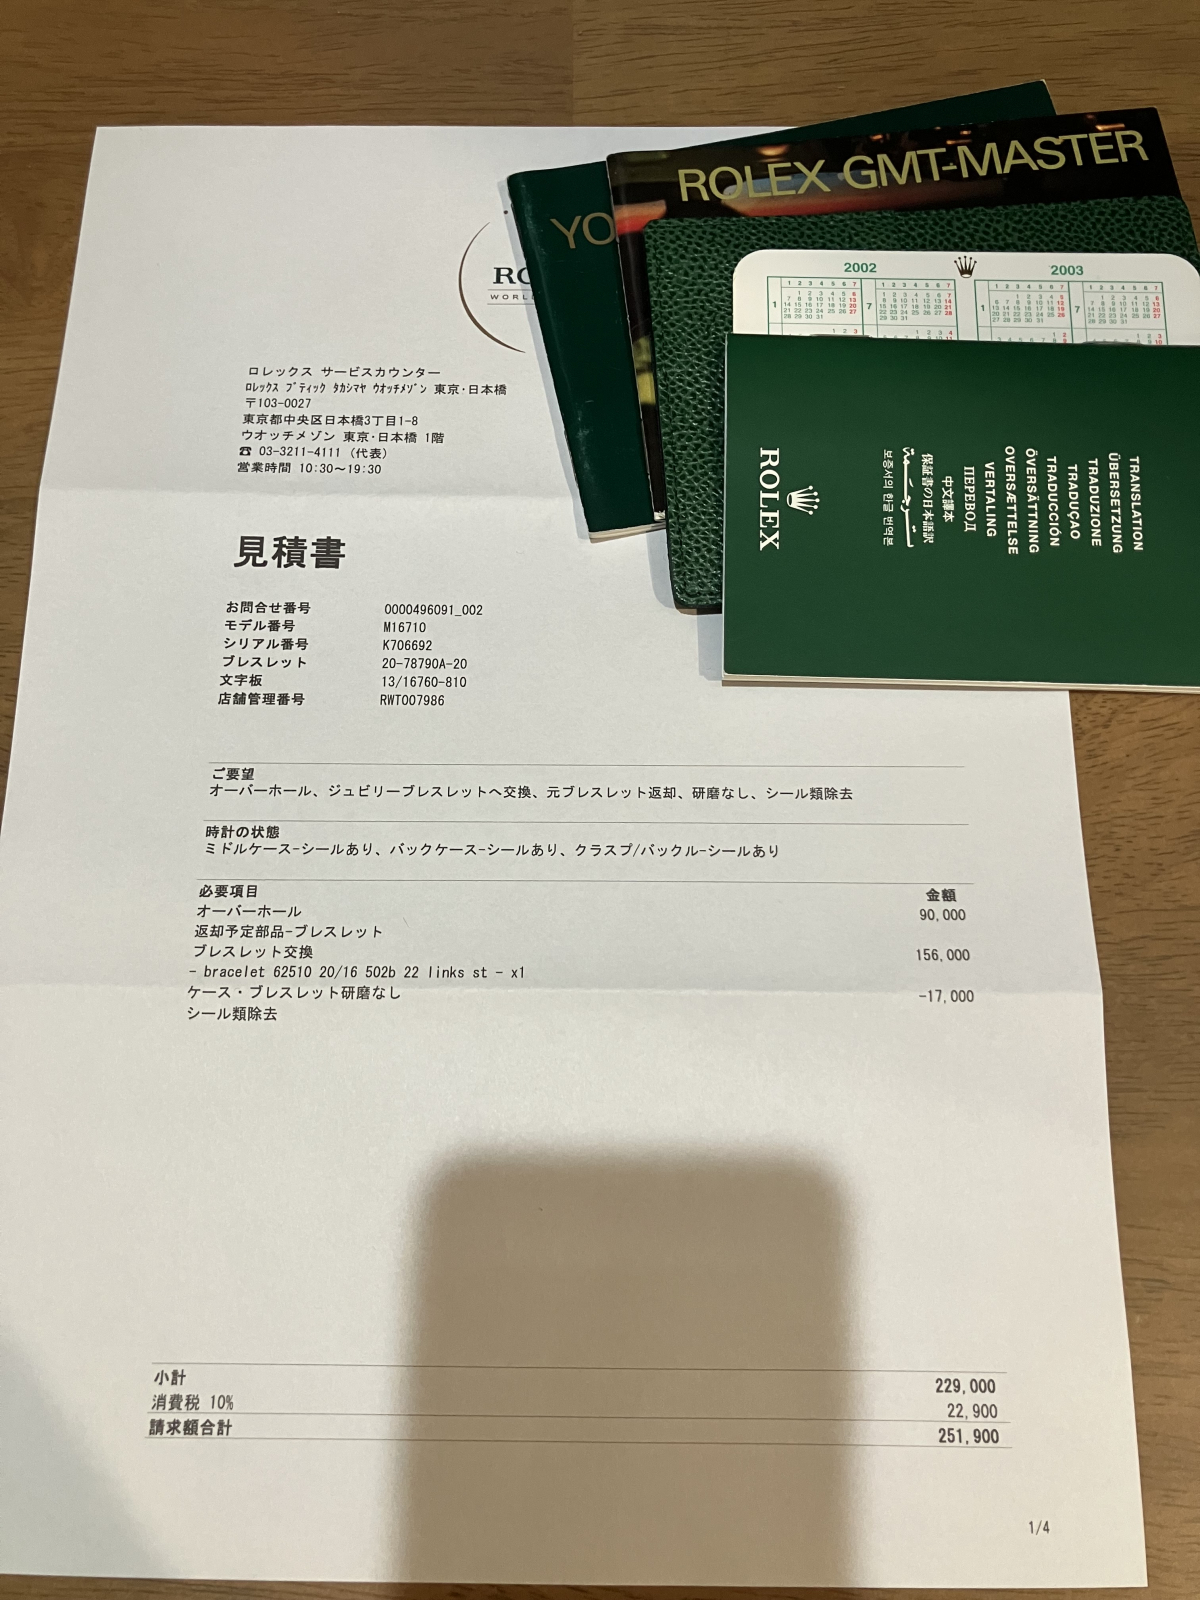 ROLEX GMT-MASTER
YO
2002
2003
RO
WORL
ロレックス サービスカウンター
ﾛﾚｯｸｽ ﾌﾞﾃｨｯｸ ﾀｶｼﾏﾔ ｳｵｯﾁﾒｿﾞﾝ 東京・日本橋
〒103-0027
東京都中央区日本橋3丁目1-8
ウオッチメゾン 東京・日本橋 1階
☎ 03-3211-4111 (代表)
営業時間 10:30～19:30
TRANSLATION
ÜBERSETZUNG
TRADUZIONE
TRADUÇAO
TRADUCCIÓN
ÖVERSÄTTNING
OVERSÆTTELSE
VERTALING
ПЕРЕВОД
中文譯本
保証書の日本語訳
ترجمة
보증서의 한글 번역본
ROLEX
見積書
お問合せ番号 0000496091_002
モデル番号 M16710
シリアル番号 K706692
ブレスレット 20-78790A-20
文字板 13/16760-810
店舗管理番号 RWT007986
ご要望
オーバーホール、ジュビリーブレスレットへ交換、元ブレスレット返却、研磨なし、シール類除去
時計の状態
ミドルケース-シールあり、バックケース-シールあり、クラスプ/バックル-シールあり
必要項目 金額
オーバーホール 90,000
返却予定部品-ブレスレット
ブレスレット交換 156,000
- bracelet 62510 20/16 502b 22 links st - x1
ケース・ブレスレット研磨なし -17,000
シール類除去
小計 229,000
消費税 10% 22,900
請求額合計 251,900
1/4